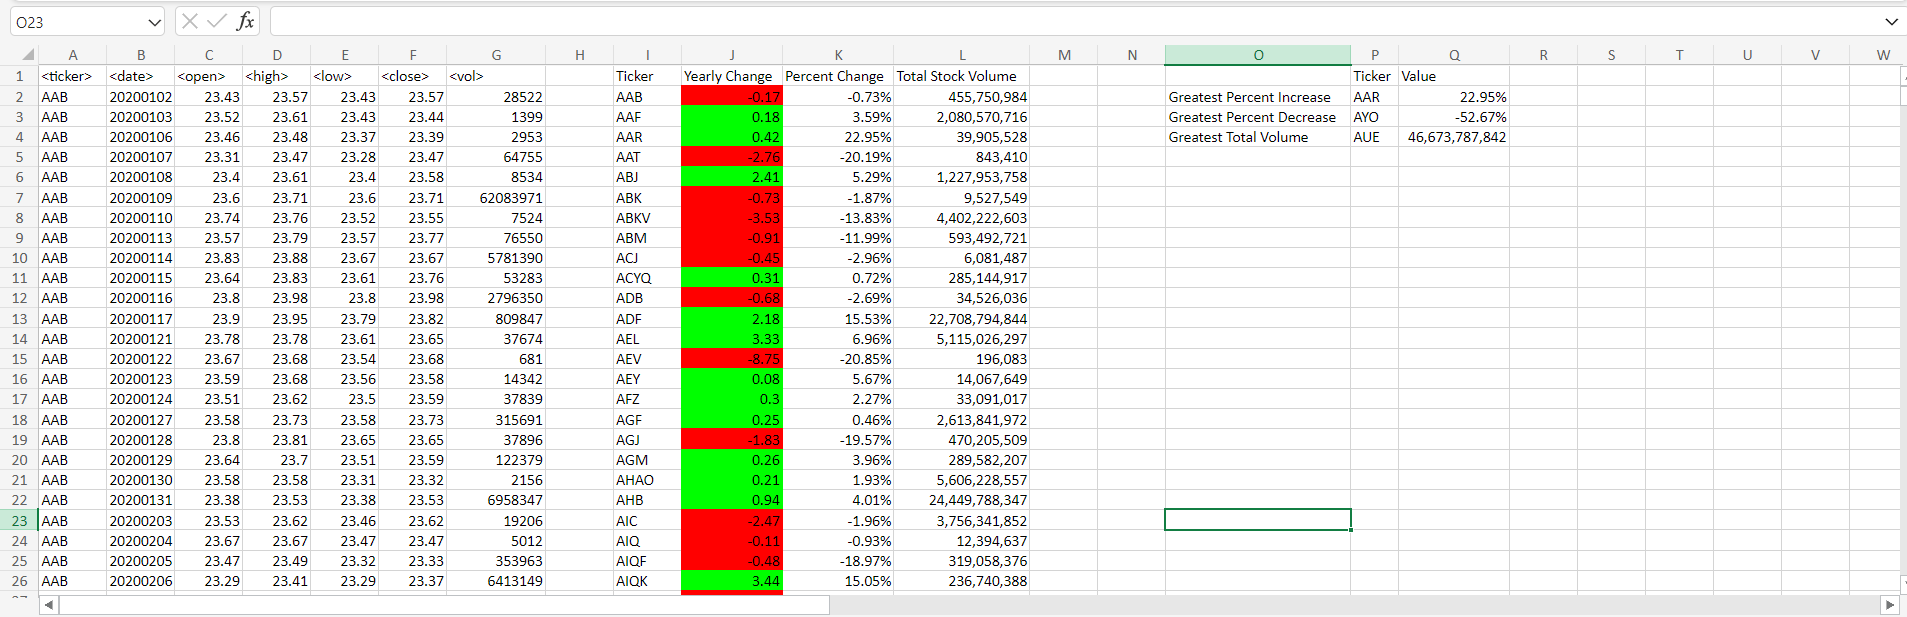 O23 fx
A B C D E F G H I J K L M N O P Q R S T U V W
1 <ticker> <date> <open> <high> <low> <close> <vol> Ticker Yearly Change Percent Change Total Stock Volume Ticker Value
2 AAB 20200102 23.43 23.57 23.43 23.57 28522 AAB -0.17 -0.73% 455,750,984 Greatest Percent Increase AAR 22.95%
3 AAB 20200103 23.52 23.61 23.43 23.44 1399 AAF 0.18 3.59% 2,080,570,716 Greatest Percent Decrease AYO -52.67%
4 AAB 20200106 23.46 23.48 23.37 23.39 2953 AAR 0.42 22.95% 39,905,528 Greatest Total Volume AUE 46,673,787,842
5 AAB 20200107 23.31 23.47 23.28 23.47 64755 AAT -2.76 -20.19% 843,410
6 AAB 20200108 23.4 23.61 23.4 23.58 8534 ABJ 2.41 5.29% 1,227,953,758
7 AAB 20200109 23.6 23.71 23.6 23.71 62083971 ABK -0.73 -1.87% 9,527,549
8 AAB 20200110 23.74 23.76 23.52 23.55 7524 ABKV -3.53 -13.83% 4,402,222,603
9 AAB 20200113 23.57 23.79 23.57 23.77 76550 ABM -0.91 -11.99% 593,492,721
10 AAB 20200114 23.83 23.88 23.67 23.67 5781390 ACJ -0.45 -2.96% 6,081,487
11 AAB 20200115 23.64 23.83 23.61 23.76 53283 ACYQ 0.31 0.72% 285,144,917
12 AAB 20200116 23.8 23.98 23.8 23.98 2796350 ADB -0.68 -2.69% 34,526,036
13 AAB 20200117 23.9 23.95 23.79 23.82 809847 ADF 2.18 15.53% 22,708,794,844
14 AAB 20200121 23.78 23.78 23.61 23.65 37674 AEL 3.33 6.96% 5,115,026,297
15 AAB 20200122 23.67 23.68 23.54 23.68 681 AEV -8.75 -20.85% 196,083
16 AAB 20200123 23.59 23.68 23.56 23.58 14342 AEY 0.08 5.67% 14,067,649
17 AAB 20200124 23.51 23.62 23.5 23.59 37839 AFZ 0.3 2.27% 33,091,017
18 AAB 20200127 23.58 23.73 23.58 23.73 315691 AGF 0.25 0.46% 2,613,841,972
19 AAB 20200128 23.8 23.81 23.65 23.65 37896 AGJ -1.83 -19.57% 470,205,509
20 AAB 20200129 23.64 23.7 23.51 23.59 122379 AGM 0.26 3.96% 289,582,207
21 AAB 20200130 23.58 23.58 23.31 23.32 2156 AHAO 0.21 1.93% 5,606,228,557
22 AAB 20200131 23.38 23.53 23.38 23.53 6958347 AHB 0.94 4.01% 24,449,788,347
23 AAB 20200203 23.53 23.62 23.46 23.62 19206 AIC -2.47 -1.96% 3,756,341,852
24 AAB 20200204 23.67 23.67 23.47 23.47 5012 AIQ -0.11 -0.93% 12,394,637
25 AAB 20200205 23.47 23.49 23.32 23.33 353963 AIQF -0.48 -18.97% 319,058,376
26 AAB 20200206 23.29 23.41 23.29 23.37 6413149 AIQK 3.44 15.05% 236,740,388